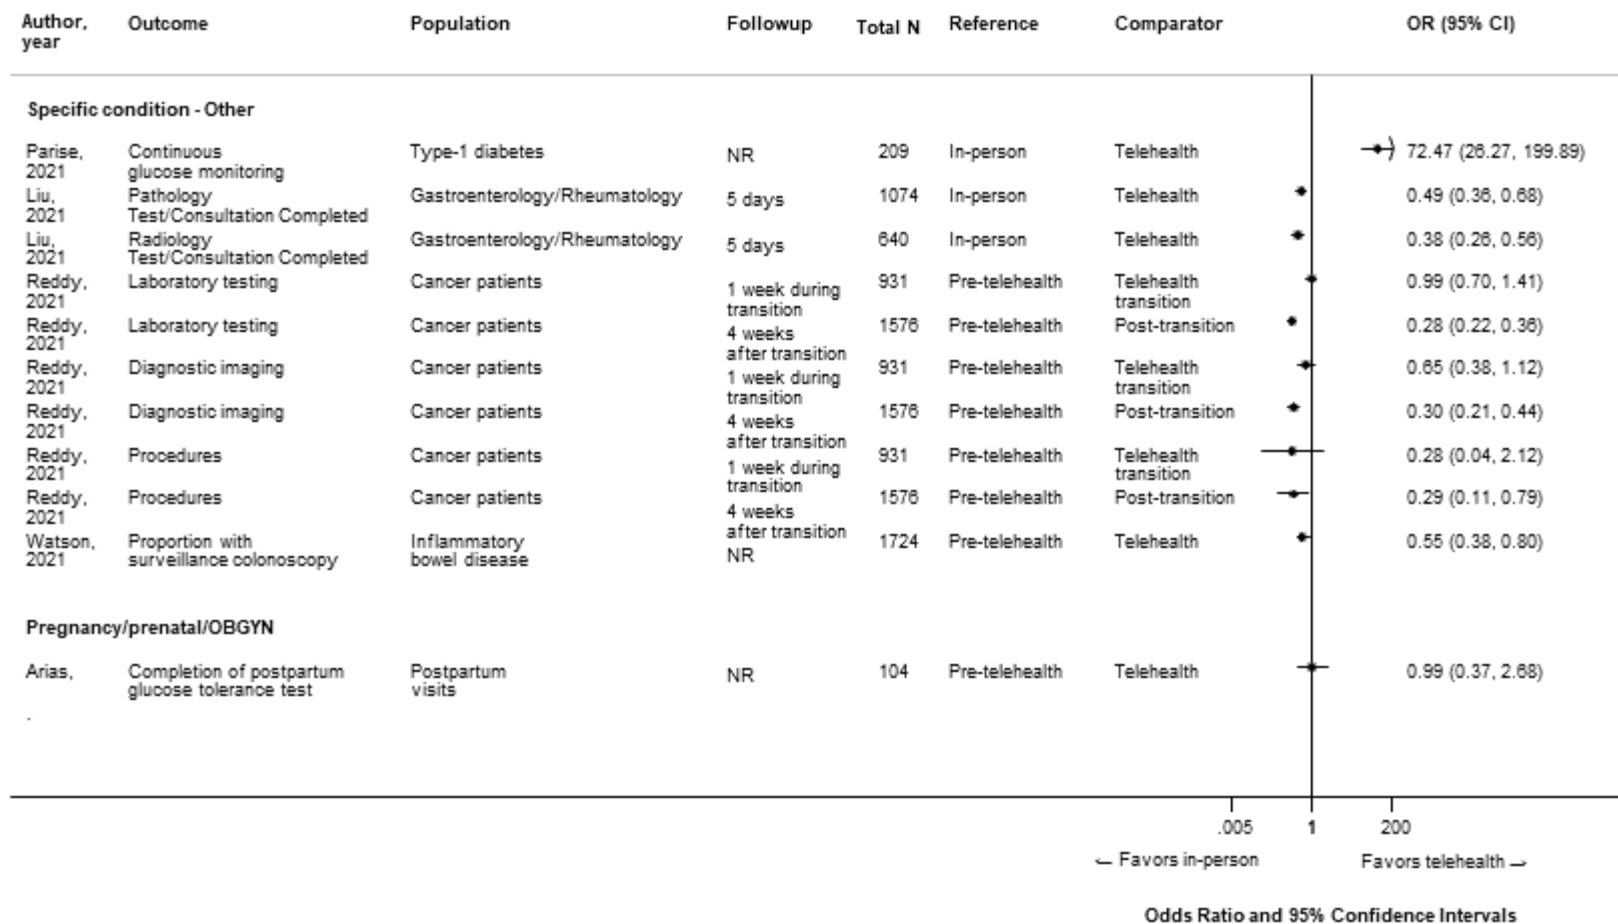 Author, year Outcome Population Followup Total N Reference Comparator OR (95% CI)
Specific condition - Other
Parise, 2021 Continuous glucose monitoring Type-1 diabetes NR 209 In-person Telehealth 72.47 (26.27, 199.89)
Liu, 2021 Pathology Test/Consultation Completed Gastroenterology/Rheumatology 5 days 1074 In-person Telehealth 0.49 (0.36, 0.68)
Liu, 2021 Radiology Test/Consultation Completed Gastroenterology/Rheumatology 5 days 640 In-person Telehealth 0.38 (0.26, 0.56)
Reddy, 2021 Laboratory testing Cancer patients 1 week during transition 931 Pre-telehealth Telehealth transition 0.99 (0.70, 1.41)
Reddy, 2021 Laboratory testing Cancer patients 4 weeks after transition 1576 Pre-telehealth Post-transition 0.28 (0.22, 0.36)
Reddy, 2021 Diagnostic imaging Cancer patients 1 week during transition 931 Pre-telehealth Telehealth transition 0.65 (0.38, 1.12)
Reddy, 2021 Diagnostic imaging Cancer patients 4 weeks after transition 1576 Pre-telehealth Post-transition 0.30 (0.21, 0.44)
Reddy, 2021 Procedures Cancer patients 1 week during transition 931 Pre-telehealth Telehealth transition 0.28 (0.04, 2.12)
Reddy, 2021 Procedures Cancer patients 4 weeks after transition 1576 Pre-telehealth Post-transition 0.29 (0.11, 0.79)
Watson, 2021 Proportion with surveillance colonoscopy Inflammatory bowel disease NR 1724 Pre-telehealth Telehealth 0.55 (0.38, 0.80)
Pregnancy/prenatal/OBGYN
Arias, Completion of postpartum glucose tolerance test Postpartum visits NR 104 Pre-telehealth Telehealth 0.99 (0.37, 2.68)
.
.005 1 200
← Favors in-person Favors telehealth →
Odds Ratio and 95% Confidence Intervals